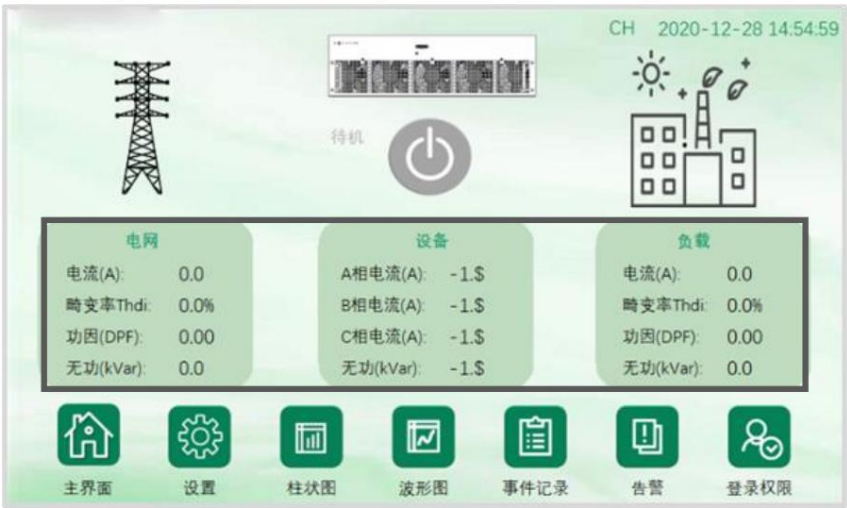 CH 2020-12-28 14:54:59
待机
电网
电流(A): 0.0
畸变率Thdi: 0.0%
功因(DPF): 0.00
无功(kVar): 0.0
设备
A相电流(A): -1.$
B相电流(A): -1.$
C相电流(A): -1.$
无功(kVar): -1.$
负载
电流(A): 0.0
畸变率Thdi: 0.0%
功因(DPF): 0.00
无功(kVar): 0.0
主界面 设置 柱状图 波形图 事件记录 告警 登录权限